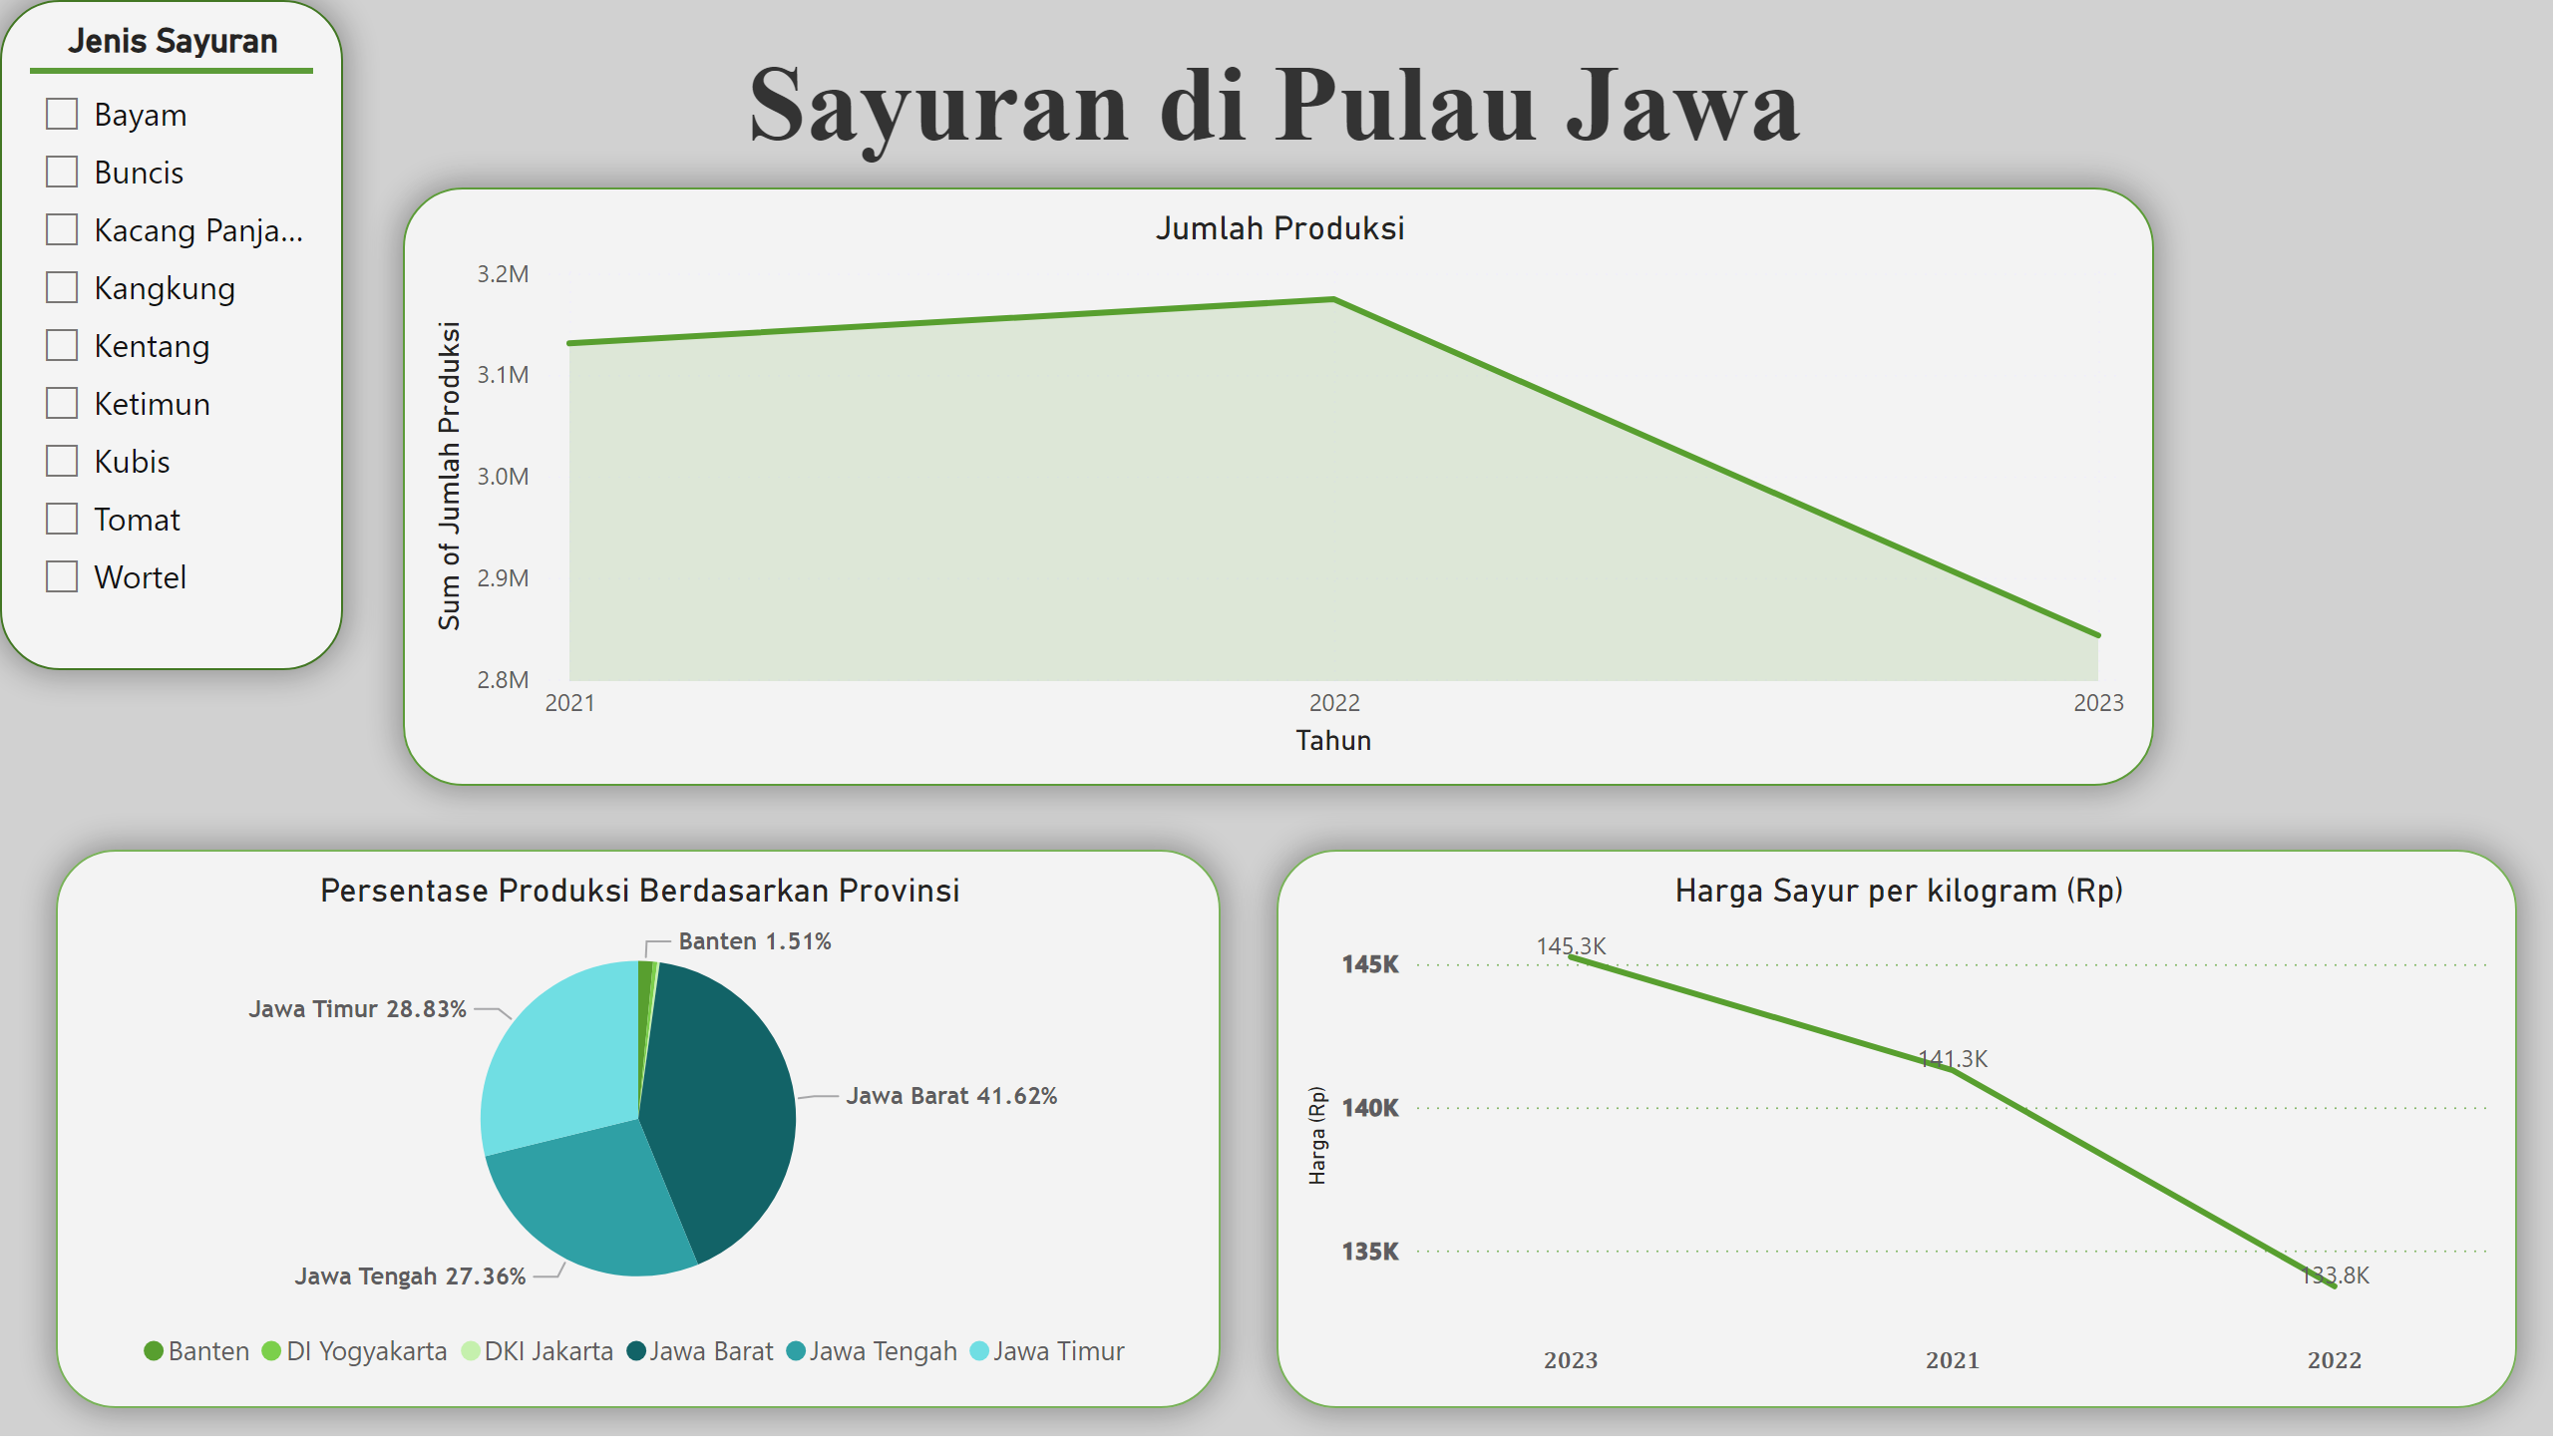 Jenis Sayuran
Bayam
Buncis
Kacang Panja...
Kangkung
Kentang
Ketimun
Kubis
Tomat
Wortel
Sayuran di Pulau Jawa
Jumlah Produksi
Sum of Jumlah Produksi
3.2M
3.1M
3.0M
2.9M
2.8M
2021
2022
2023
Tahun
Persentase Produksi Berdasarkan Provinsi
Banten 1.51%
Jawa Timur 28.83%
Jawa Barat 41.62%
Jawa Tengah 27.36%
Banten DI Yogyakarta DKI Jakarta Jawa Barat Jawa Tengah Jawa Timur
Harga Sayur per kilogram (Rp)
Harga (Rp)
145K
140K
135K
145.3K
141.3K
133.8K
2023
2021
2022